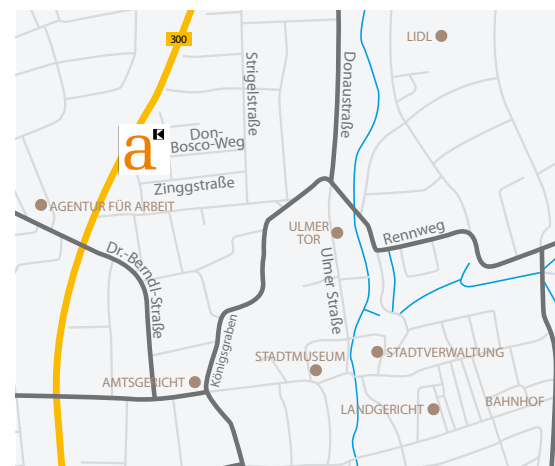 300
LIDL
Strigelstraße
Donaustraße
a
Don-
Bosco-Weg
Zinggstraße
AGENTUR FÜR ARBEIT
ULMER
TOR
Rennweg
Dr.-Berndl-Straße
Ulmer Straße
Königsgraben
STADTMUSEUM
STADTVERWALTUNG
AMTSGERICHT
LANDGERICHT
BAHNHOF